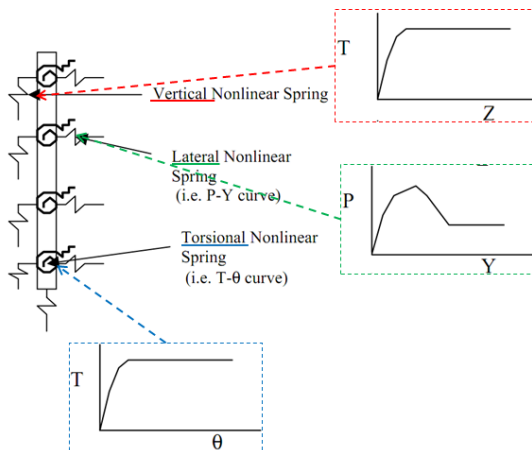 T
Z
Vertical Nonlinear Spring
Lateral Nonlinear
Spring
(i.e. P-Y curve)
P
Y
Torsional Nonlinear
Spring
(i.e. T-θ curve)
T
θ